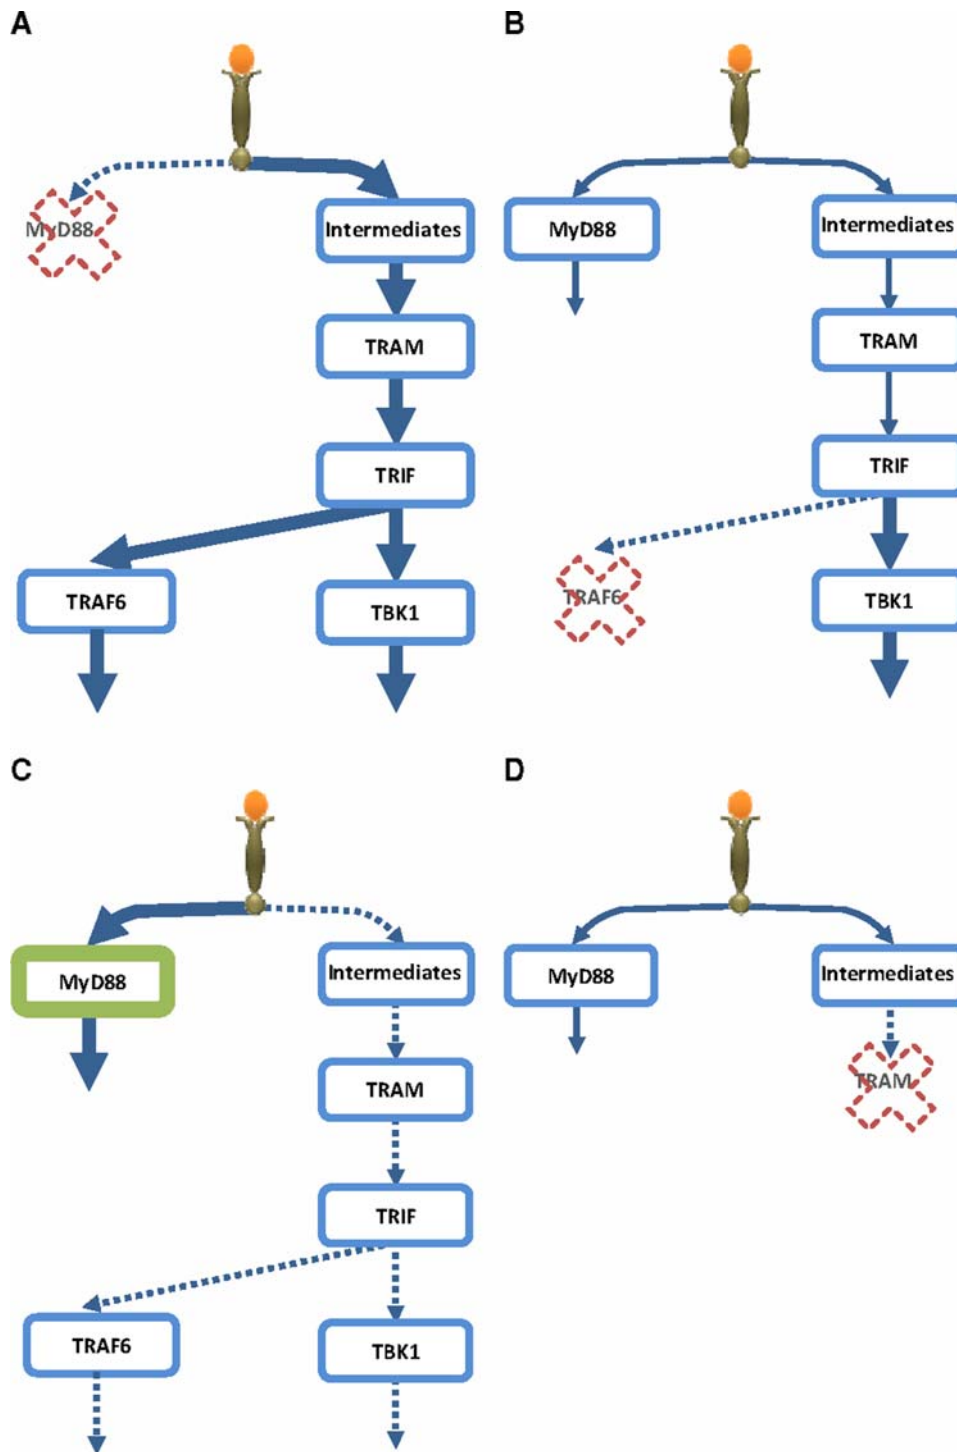 A
B
MyD88
Intermediates
MyD88
Intermediates
TRAM
TRAM
TRIF
TRIF
TRAF6
TBK1
TRAF6
TBK1
C
D
MyD88
Intermediates
MyD88
Intermediates
TRAM
TRAM
TRIF
TRAF6
TBK1